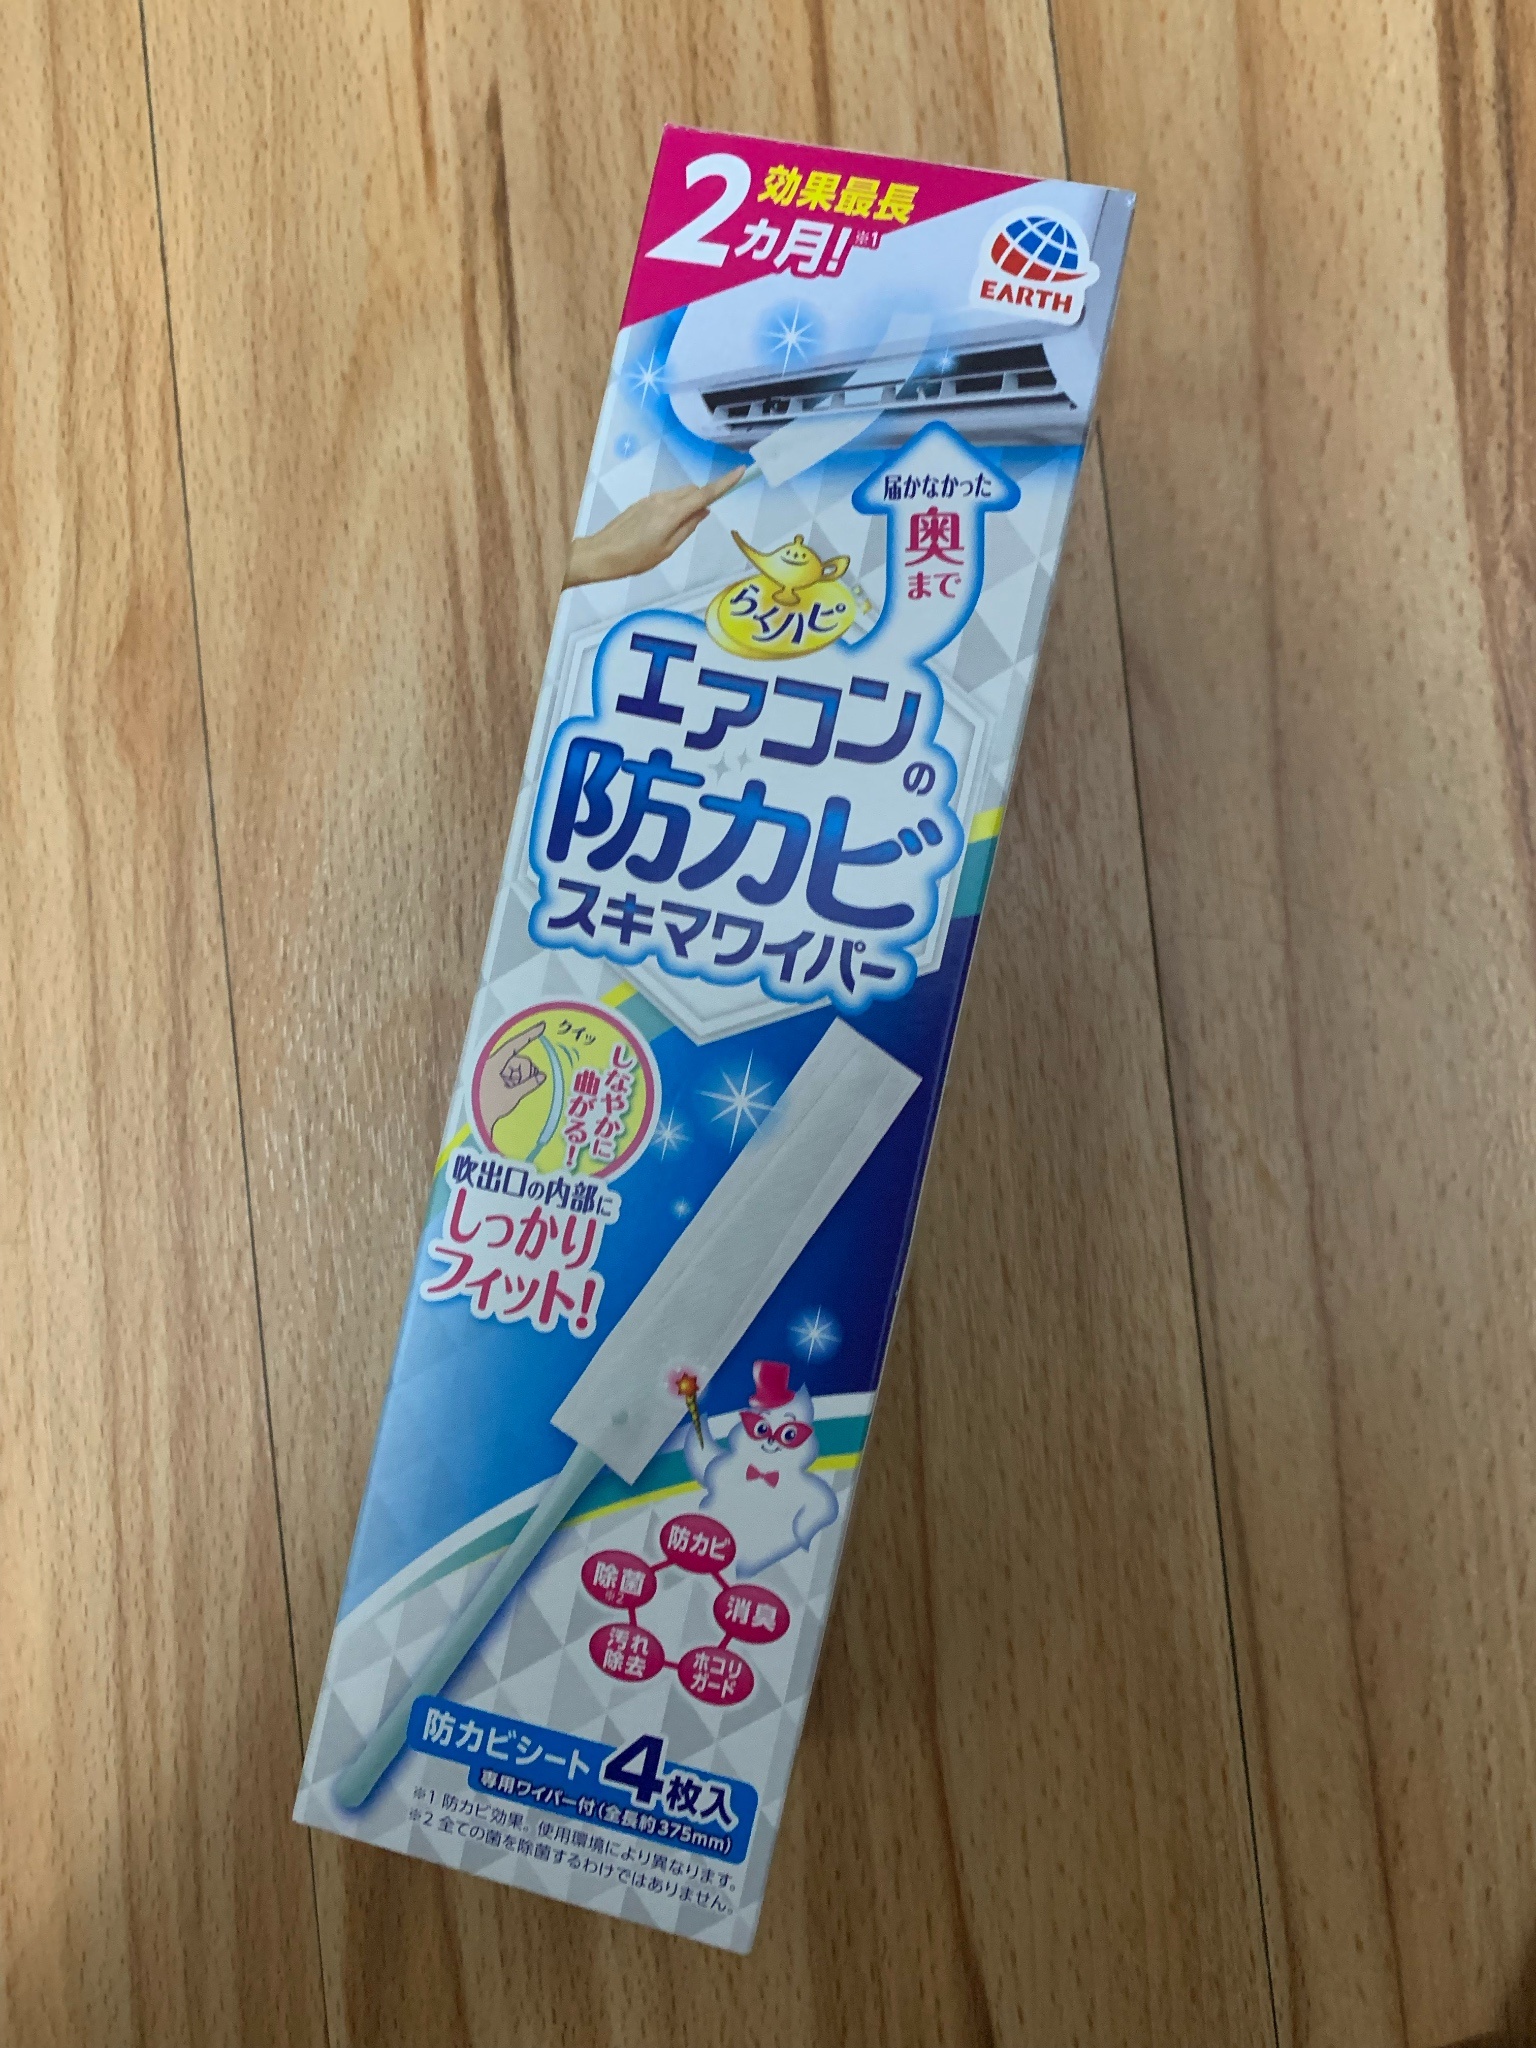 効果最長
2ヵ月!※1
EARTH
届かなかった
奥
まで
らくハピ
エアコンの
防カビ
スキマワイパー
クイッ
しなやかに
曲がる!
吹出口の内部に
しっかり
フィット!
防カビ
除菌
※2
消臭
汚れ
除去
ホコリ
ガード
防カビシート4枚入
専用ワイパー付(全長約375mm)
※1 防カビ効果。使用環境により異なります。
※2 全ての菌を除菌するわけではありません。